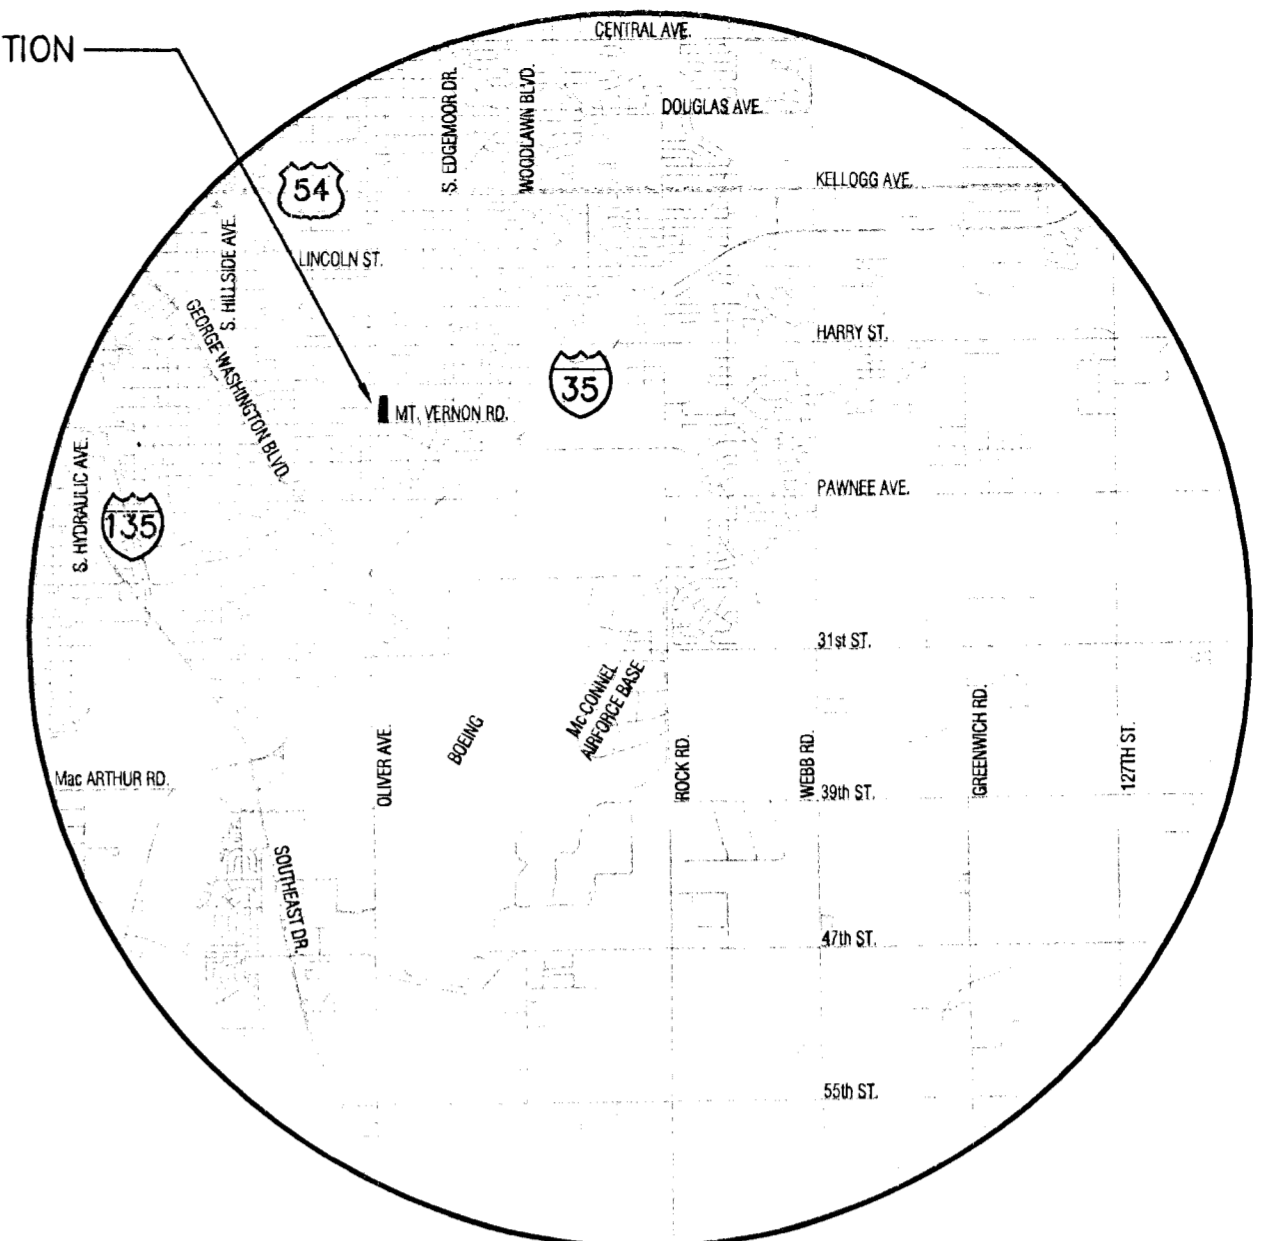 CENTRAL AVE.
TION
S. EDGEMOOR DR.
WOODLAWN BLVD.
DOUGLAS AVE.
54
KELLOGG AVE.
S. HILLSIDE AVE.
LINCOLN ST.
GEORGE WASHINGTON BLVD.
HARRY ST.
35
MT. VERNON RD.
S. HYDRAULIC AVE.
135
PAWNEE AVE.
31st ST.
Mc CONNEL
AIRFORCE BASE
BOEING
OLIVER AVE.
ROCK RD.
WEBB RD.
GREENWICH RD.
127TH ST.
Mac ARTHUR RD.
39th ST.
SOUTHEAST DR.
47th ST.
55th ST.